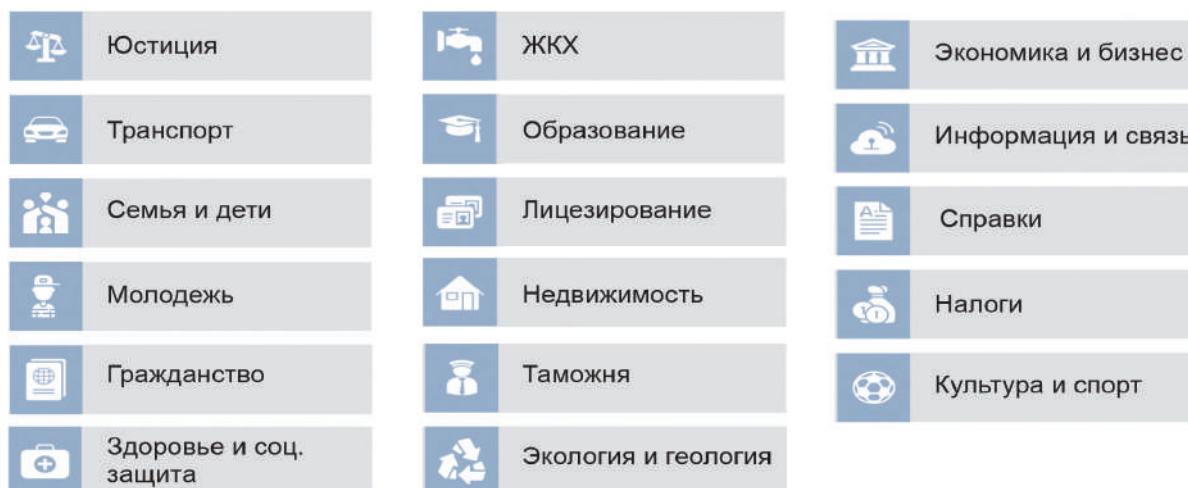 Юстиция
Транспорт
Семья и дети
Молодежь
Гражданство
Здоровье и соц.
защита
ЖКХ
Образование
Лицезирование
Недвижимость
Таможня
Экология и геология
Экономика и бизнес
Информация и связь
Справки
Налоги
Культура и спорт